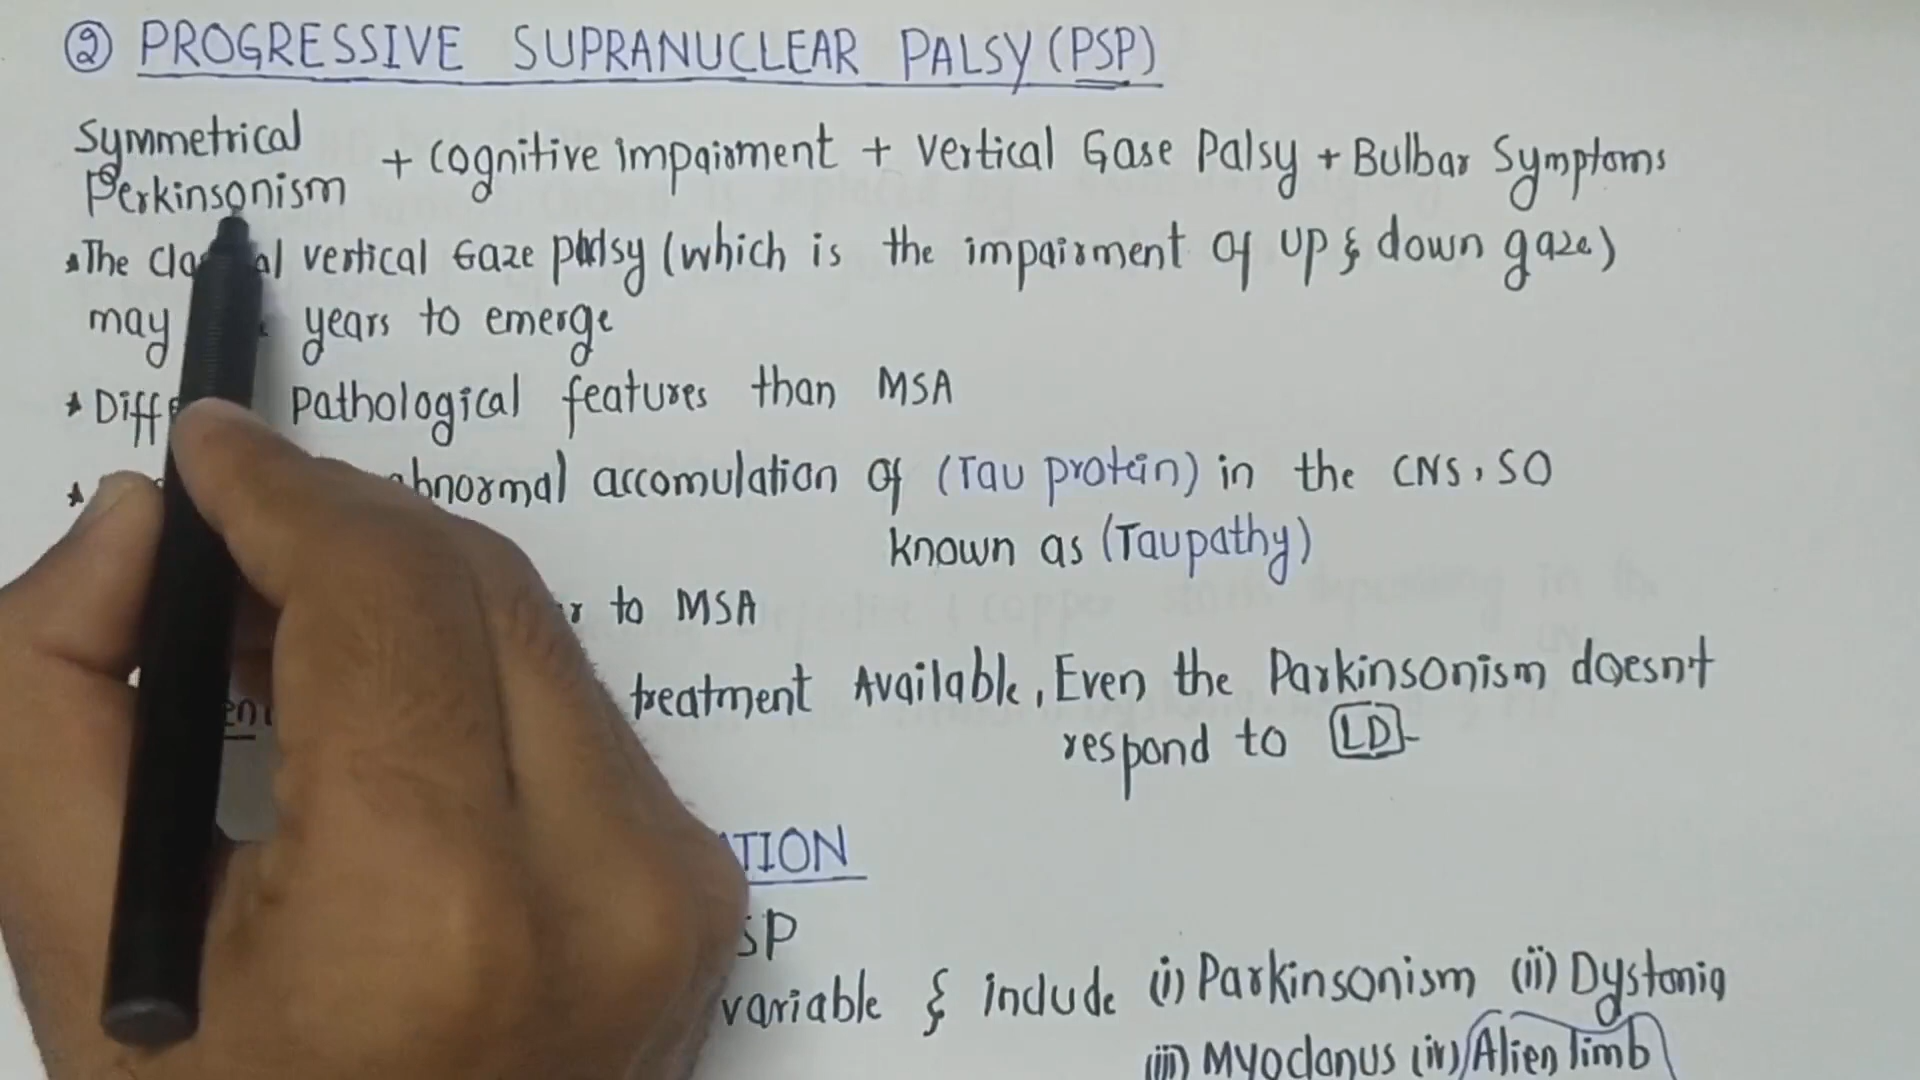 ② PROGRESSIVE SUPRANUCLEAR PALSY (PSP)
Symmetrical Perkinsonism + Cognitive impairment + Vertical Gase Palsy + Bulbar Symptoms
*The vertical Gaze palsy (which is the impairment of up & down gaze)
may years to emerge
* Pathological features than MSA
* abnormal accomulation of (Tau protein) in the CNS, SO
known as (Taupathy)
to MSA
treatment Available, Even the Parkinsonism doesnt
respond to LD
variable & include (i) Parkinsonism (ii) Dystonia
(iii) Myoclonus (iv) Alien limb